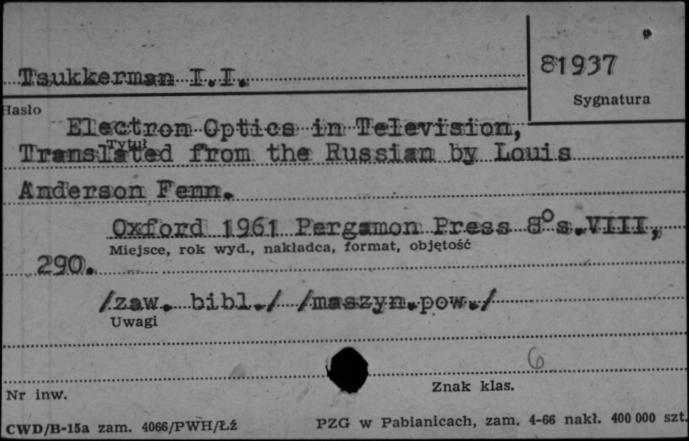 Tsukkerman I.I.
81937
Sygnatura
Hasło
Electron Optics in Television,
Tytuł
Translated from the Russian by Louis
Anderson Fenn.
Oxford 1961 Pergamon Press 8°s.VIII,
Miejsce, rok wyd., nakładca, format, objętość
290.
/zaw. bibl./ /maszyn.pow./
Uwagi
6
Nr inw.
Znak klas.
CWD/B-15a zam. 4066/PWH/Łź
PZG w Pabianicach, zam. 4-66 nakł. 400 000 szt.